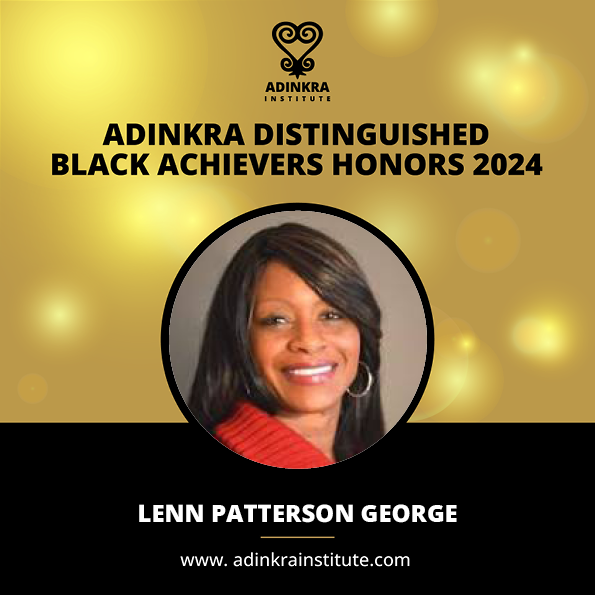 ADINKRA
INSTITUTE
ADINKRA DISTINGUISHED
BLACK ACHIEVERS HONORS 2024
LENN PATTERSON GEORGE
www. adinkrainstitute.com